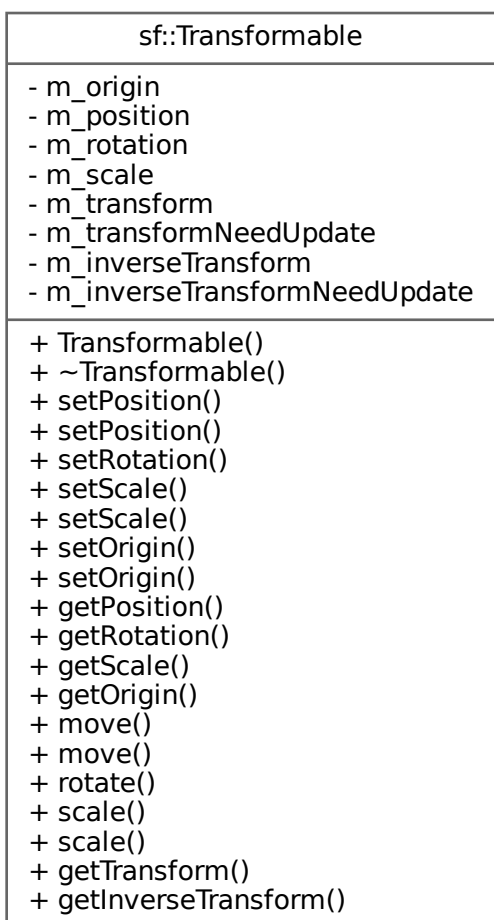 sf::Transformable
- m_origin
- m_position
- m_rotation
- m_scale
- m_transform
- m_transformNeedUpdate
- m_inverseTransform
- m_inverseTransformNeedUpdate
+ Transformable()
+ ~Transformable()
+ setPosition()
+ setPosition()
+ setRotation()
+ setScale()
+ setScale()
+ setOrigin()
+ setOrigin()
+ getPosition()
+ getRotation()
+ getScale()
+ getOrigin()
+ move()
+ move()
+ rotate()
+ scale()
+ scale()
+ getTransform()
+ getInverseTransform()